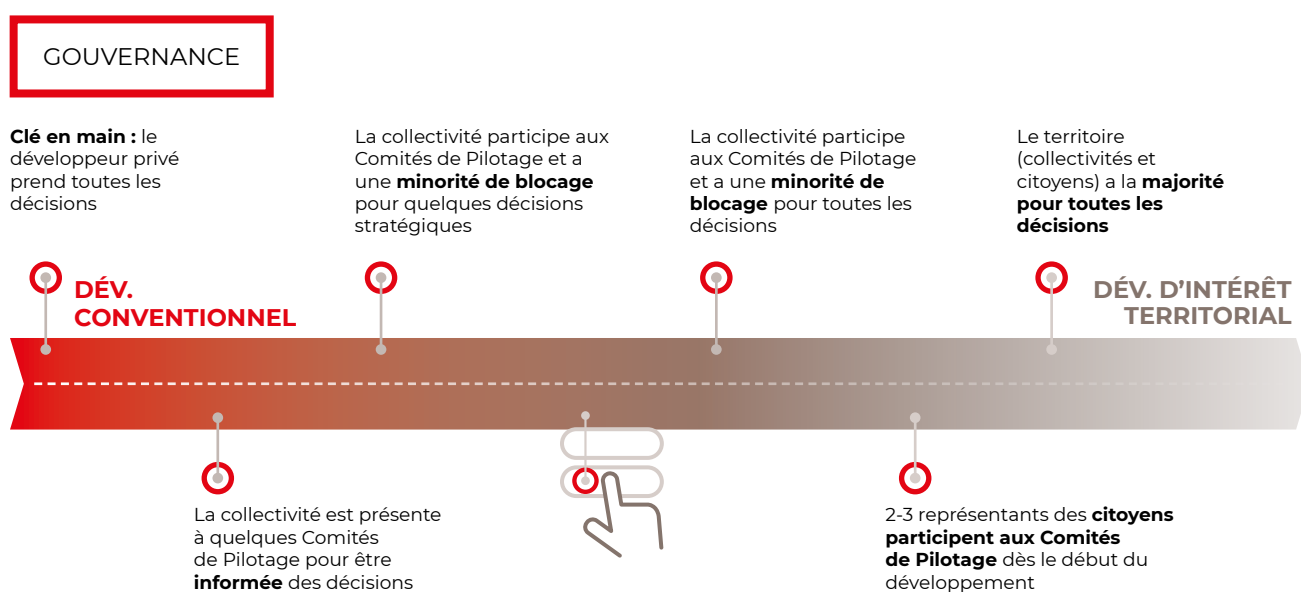 GOUVERNANCE
Clé en main : le
développeur privé
prend toutes les
décisions
La collectivité participe aux
Comités de Pilotage et a
une minorité de blocage
pour quelques décisions
stratégiques
La collectivité participe
aux Comités de Pilotage
et a une minorité de
blocage pour toutes les
décisions
Le territoire
(collectivités et
citoyens) a la majorité
pour toutes les
décisions
DÉV.
CONVENTIONNEL
DÉV. D’INTÉRÊT
TERRITORIAL
La collectivité est présente
à quelques Comités
de Pilotage pour être
informée des décisions
2-3 représentants des citoyens
participent aux Comités
de Pilotage dès le début du
développement